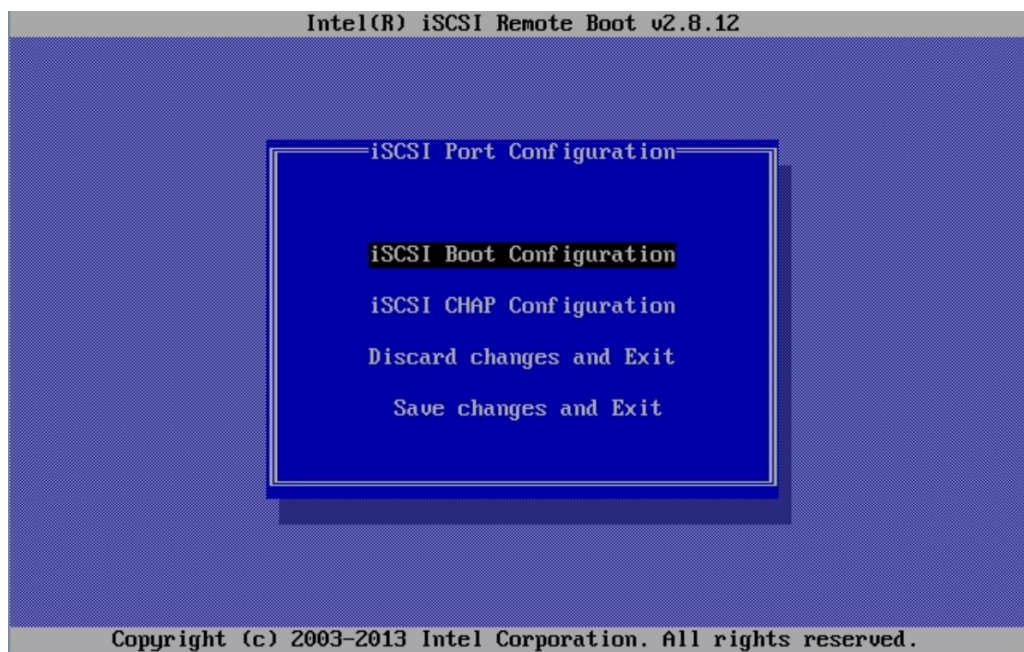 Intel(R) iSCSI Remote Boot v2.8.12
iSCSI Port Configuration
iSCSI Boot Configuration
iSCSI CHAP Configuration
Discard changes and Exit
Save changes and Exit
Copyright (c) 2003-2013 Intel Corporation. All rights reserved.